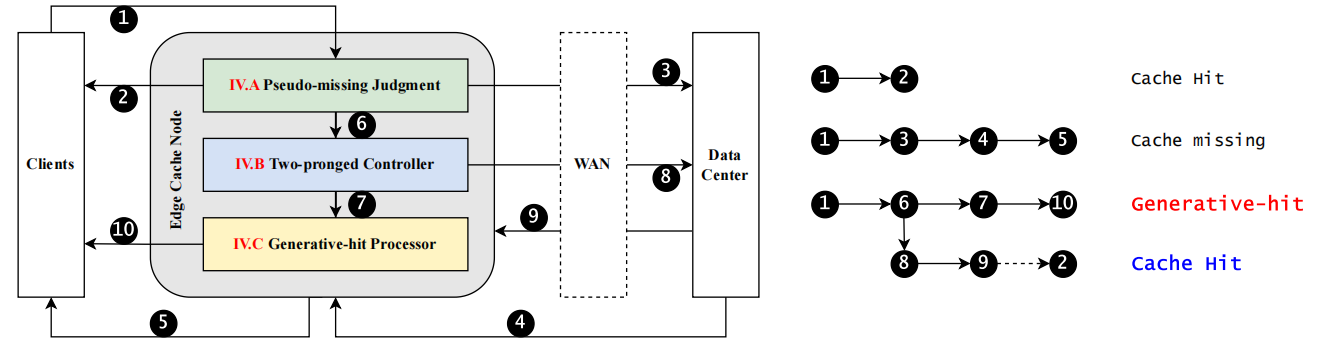 1
IV.A Pseudo-missing Judgment
2
3
6
Clients
Edge Cache Node
IV.B Two-pronged Controller
WAN
8
Data
Center
7
9
10
IV.C Generative-hit Processor
5
4
1 2 Cache Hit
1 3 4 5 Cache missing
1 6 7 10 Generative-hit
8 9 2 Cache Hit